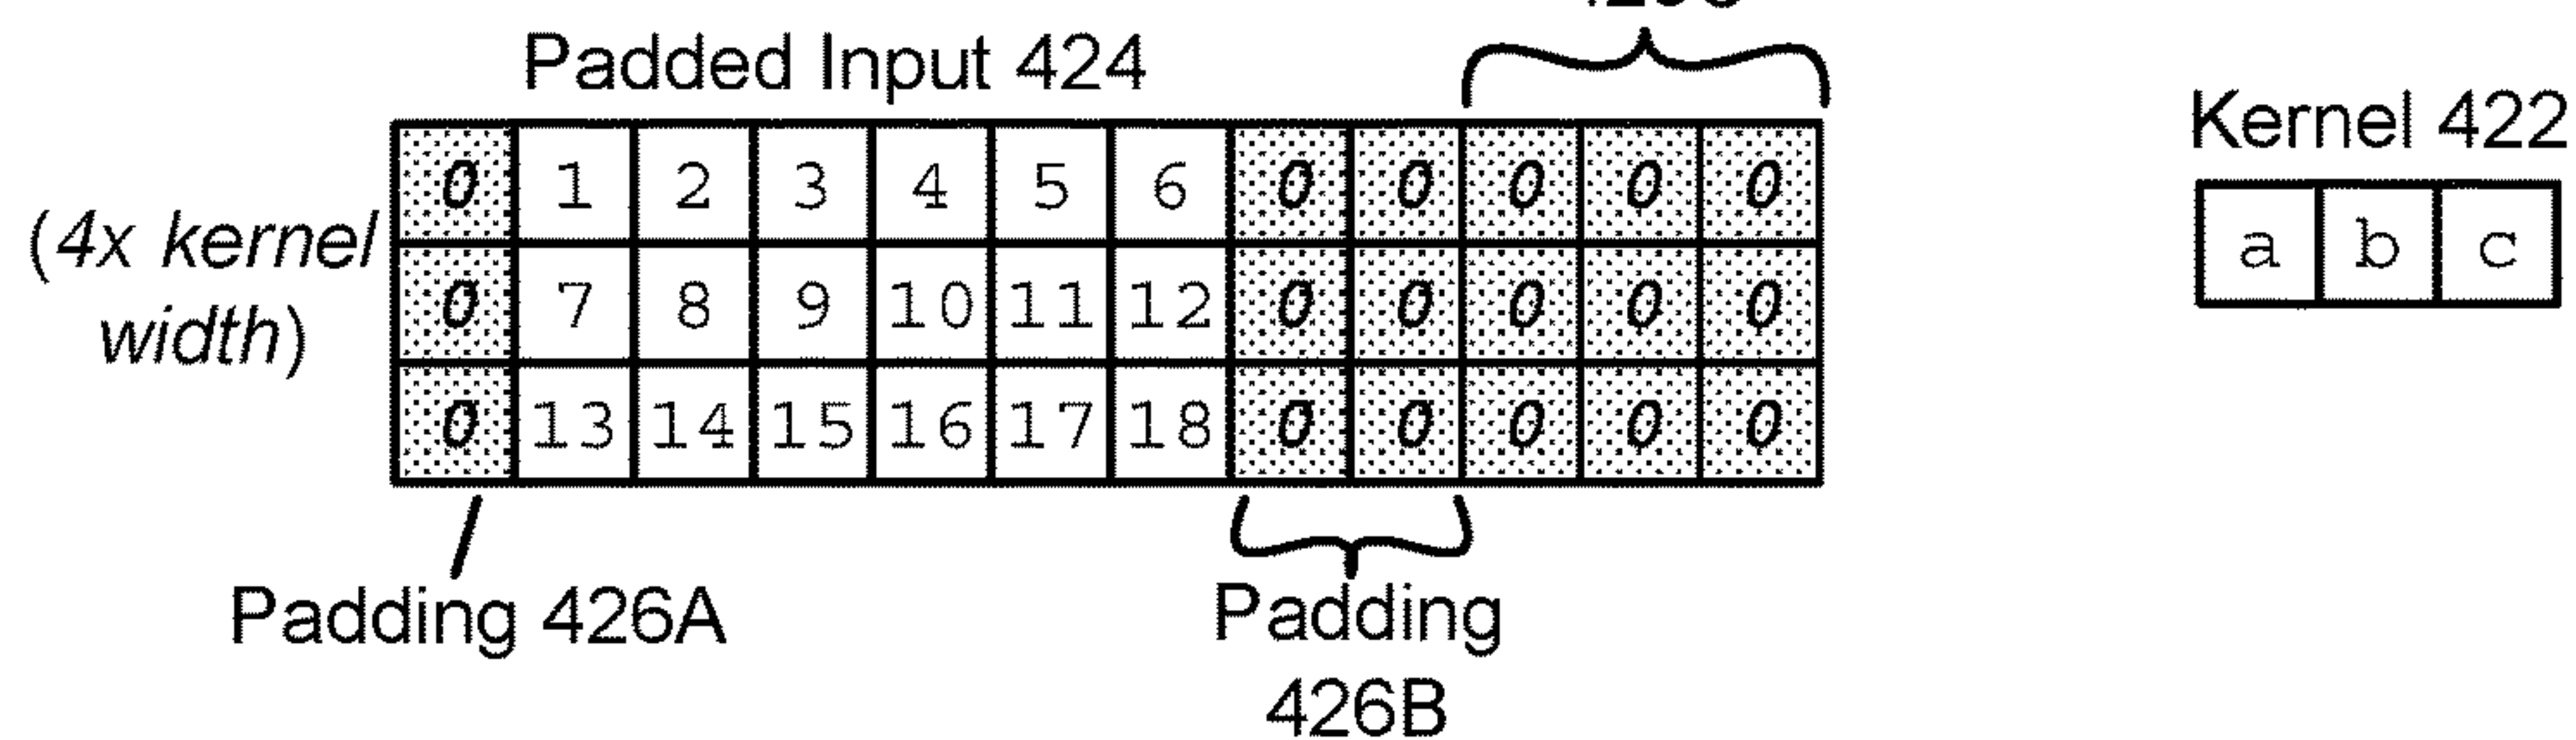 Padded Input 424
Kernel 422
(4x kernel width)
0 1 2 3 4 5 6 0 0 0 0 0
0 7 8 9 10 11 12 0 0 0 0 0
0 13 14 15 16 17 18 0 0 0 0 0
a b c
Padding 426A
Padding
426B